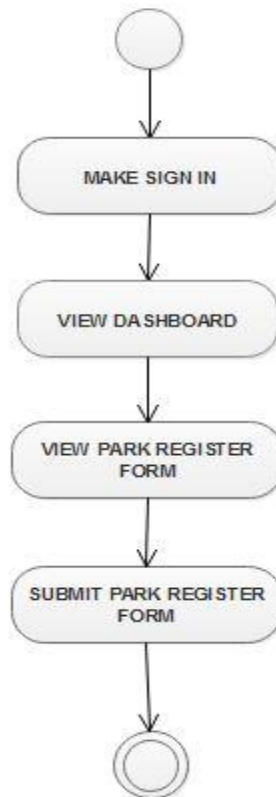 MAKE SIGN IN
VIEW DASHBOARD
VIEW PARK REGISTER
FORM
SUBMIT PARK REGISTER
FORM